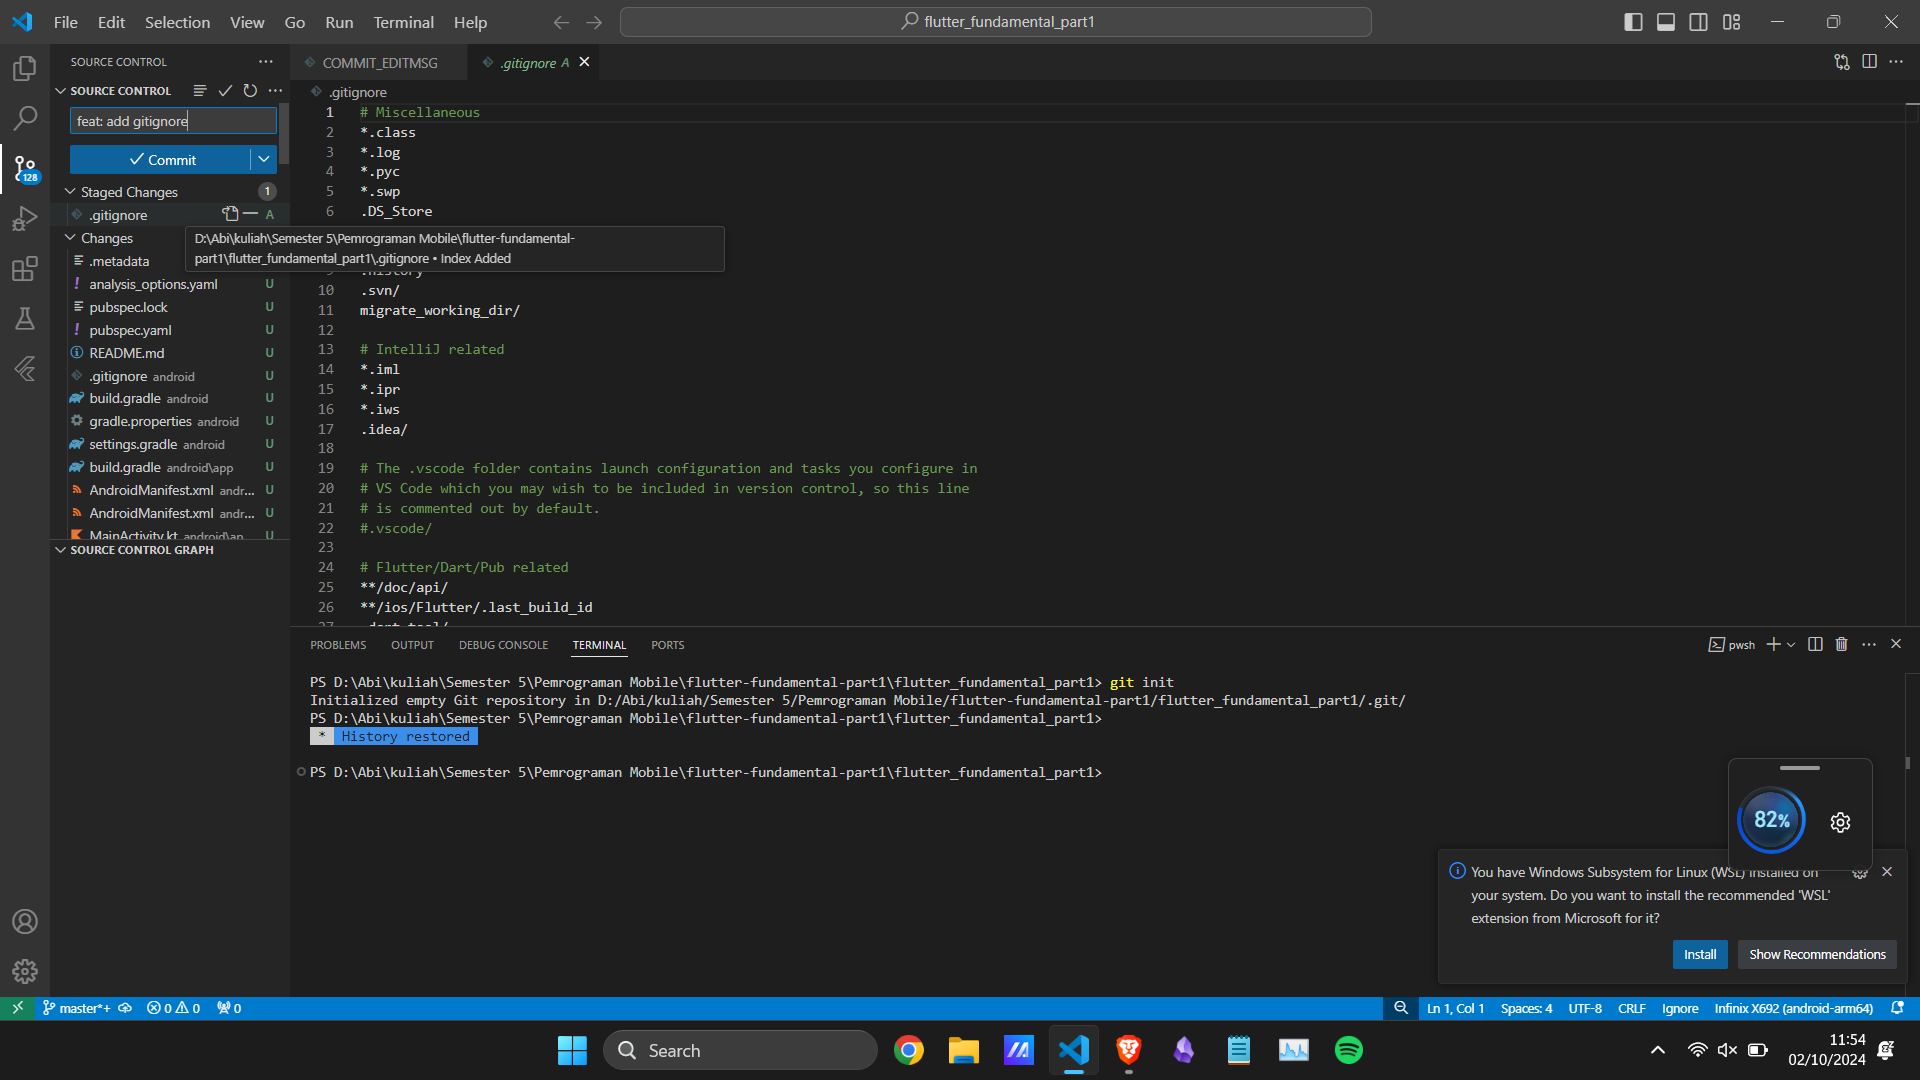 File Edit Selection View Go Run Terminal Help
flutter_fundamental_part1
SOURCE CONTROL
SOURCE CONTROL
feat: add gitignore
Commit
Staged Changes 1
.gitignore A
Changes
.metadata
analysis_options.yaml U
pubspec.lock U
pubspec.yaml U
README.md U
.gitignore android U
build.gradle android U
gradle.properties android U
settings.gradle android U
build.gradle android\app U
AndroidManifest.xml andr... U
AndroidManifest.xml andr... U
MainActivity.kt android\ap... U
SOURCE CONTROL GRAPH
128
COMMIT_EDITMSG
.gitignore A
.gitignore
1 # Miscellaneous
2 *.class
3 *.log
4 *.pyc
5 *.swp
6 .DS_Store
D:\Abi\kuliah\Semester 5\Pemrograman Mobile\flutter-fundamental-
part1\flutter_fundamental_part1\.gitignore • Index Added
9 .history
10 .svn/
11 migrate_working_dir/
12
13 # IntelliJ related
14 *.iml
15 *.ipr
16 *.iws
17 .idea/
18
19 # The .vscode folder contains launch configuration and tasks you configure in
20 # VS Code which you may wish to be included in version control, so this line
21 # is commented out by default.
22 #.vscode/
23
24 # Flutter/Dart/Pub related
25 **/doc/api/
26 **/ios/Flutter/.last_build_id
27 .dart_tool/
PROBLEMS OUTPUT DEBUG CONSOLE TERMINAL PORTS
pwsh
PS D:\Abi\kuliah\Semester 5\Pemrograman Mobile\flutter-fundamental-part1\flutter_fundamental_part1> git init
Initialized empty Git repository in D:/Abi/kuliah/Semester 5/Pemrograman Mobile/flutter-fundamental-part1/flutter_fundamental_part1/.git/
PS D:\Abi\kuliah\Semester 5\Pemrograman Mobile\flutter-fundamental-part1\flutter_fundamental_part1>
* History restored
PS D:\Abi\kuliah\Semester 5\Pemrograman Mobile\flutter-fundamental-part1\flutter_fundamental_part1>
82%
You have Windows Subsystem for Linux (WSL) installed on
your system. Do you want to install the recommended 'WSL'
extension from Microsoft for it?
Install
Show Recommendations
master*+ 0 0 0
Ln 1, Col 1 Spaces: 4 UTF-8 CRLF Ignore Infinix X692 (android-arm64)
Search
11:54
02/10/2024